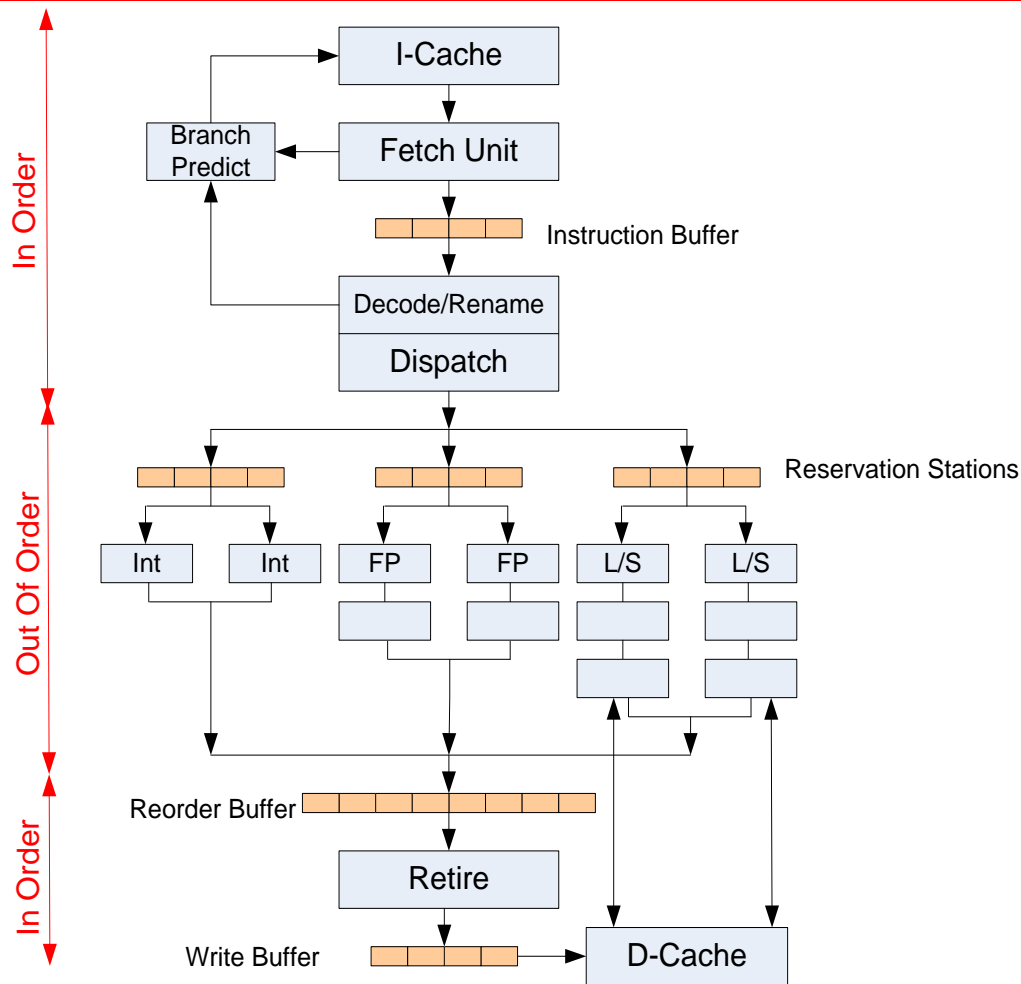 I-Cache
Branch
Predict
Fetch Unit
In Order
Instruction Buffer
Decode/Rename
Dispatch
Out Of Order
Reservation Stations
Int
Int
FP
FP
L/S
L/S
In Order
Reorder Buffer
Retire
Write Buffer
D-Cache